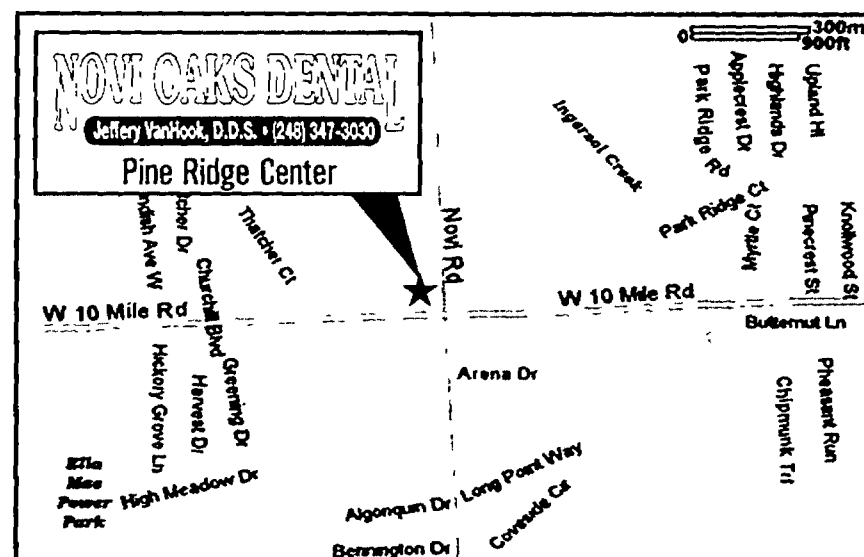 NOVI OAKS DENTAL
Jeffery VanHook, D.D.S. • (248) 347-3030
Pine Ridge Center
0
300m
900ft
Park Ridge Rd
Applecrest Dr
Highlands Dr
Upland Hl
Ingersol Creek
Park Ridge Ct
Myrtle Ct
Pinecrest St
Knollwood St
Thatcher Ct
Churchill Blvd
Novi Rd
W 10 Mile Rd
W 10 Mile Rd
Butternut Ln
Hickory Grove Ln
Harvest Dr
Greening Dr
Arena Dr
Chipmunk Trl
Pheasant Run
Ella
Mae
Power
Park
High Meadow Dr
Algonquin Dr
Long Point Way
Coveside Ct
Bennington Dr